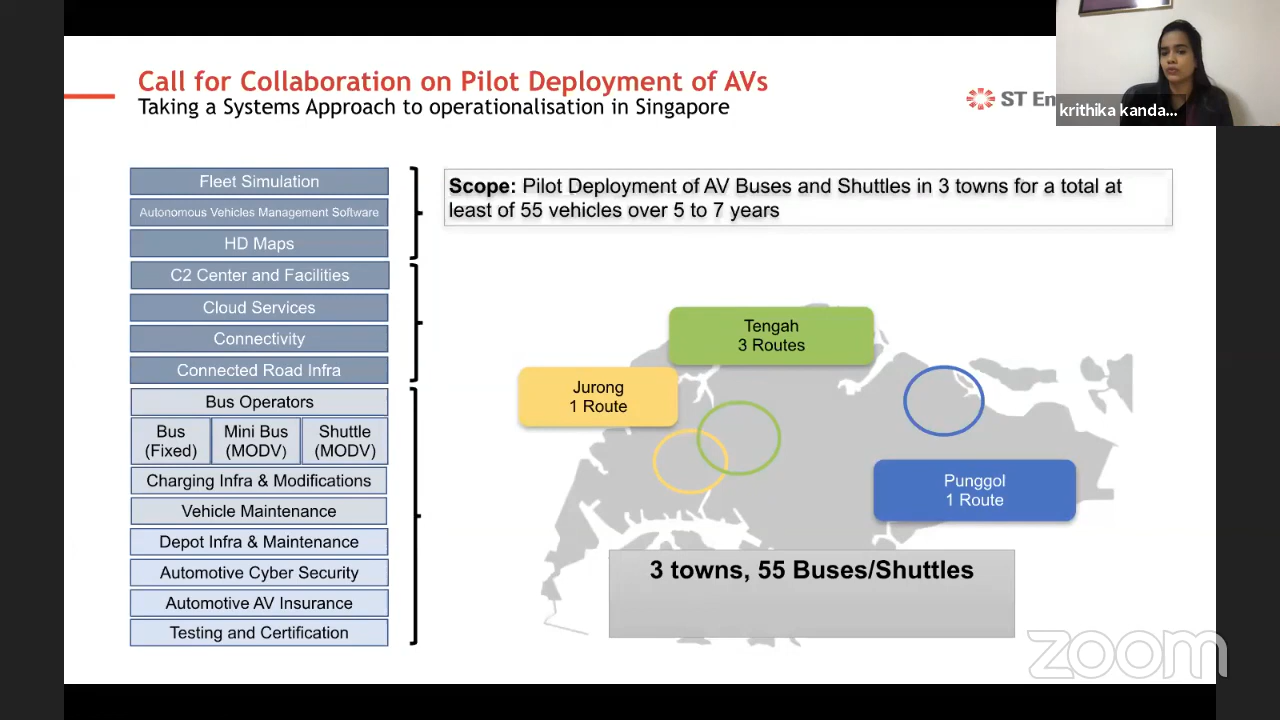 Call for Collaboration on Pilot Deployment of AVs
Taking a Systems Approach to operationalisation in Singapore
ST En
krithika kanda...
Fleet Simulation
Autonomous Vehicles Management Software
HD Maps
C2 Center and Facilities
Cloud Services
Connectivity
Connected Road Infra
Bus Operators
Bus
(Fixed)
Mini Bus
(MODV)
Shuttle
(MODV)
Charging Infra & Modifications
Vehicle Maintenance
Depot Infra & Maintenance
Automotive Cyber Security
Automotive AV Insurance
Testing and Certification
Scope: Pilot Deployment of AV Buses and Shuttles in 3 towns for a total at
least of 55 vehicles over 5 to 7 years
Tengah
3 Routes
Jurong
1 Route
Punggol
1 Route
3 towns, 55 Buses/Shuttles
zoom